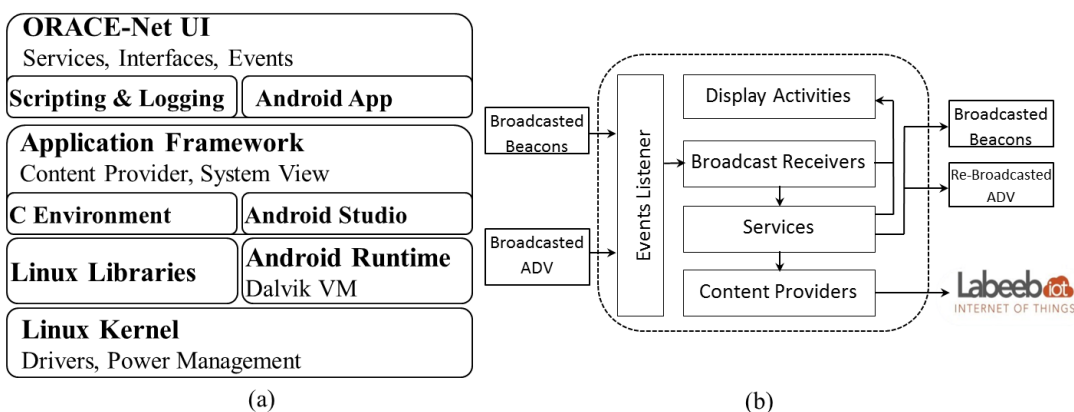 ORACE-Net UI
Services, Interfaces, Events
Scripting & Logging
Android App
Application Framework
Content Provider, System View
C Environment
Android Studio
Linux Libraries
Android Runtime
Dalvik VM
Linux Kernel
Drivers, Power Management
(a)
Broadcasted
Beacons
Broadcasted
ADV
Events Listener
Display Activities
Broadcast Receivers
Services
Content Providers
Broadcasted
Beacons
Re-Broadcasted
ADV
Labeeb iot
INTERNET OF THINGS
(b)